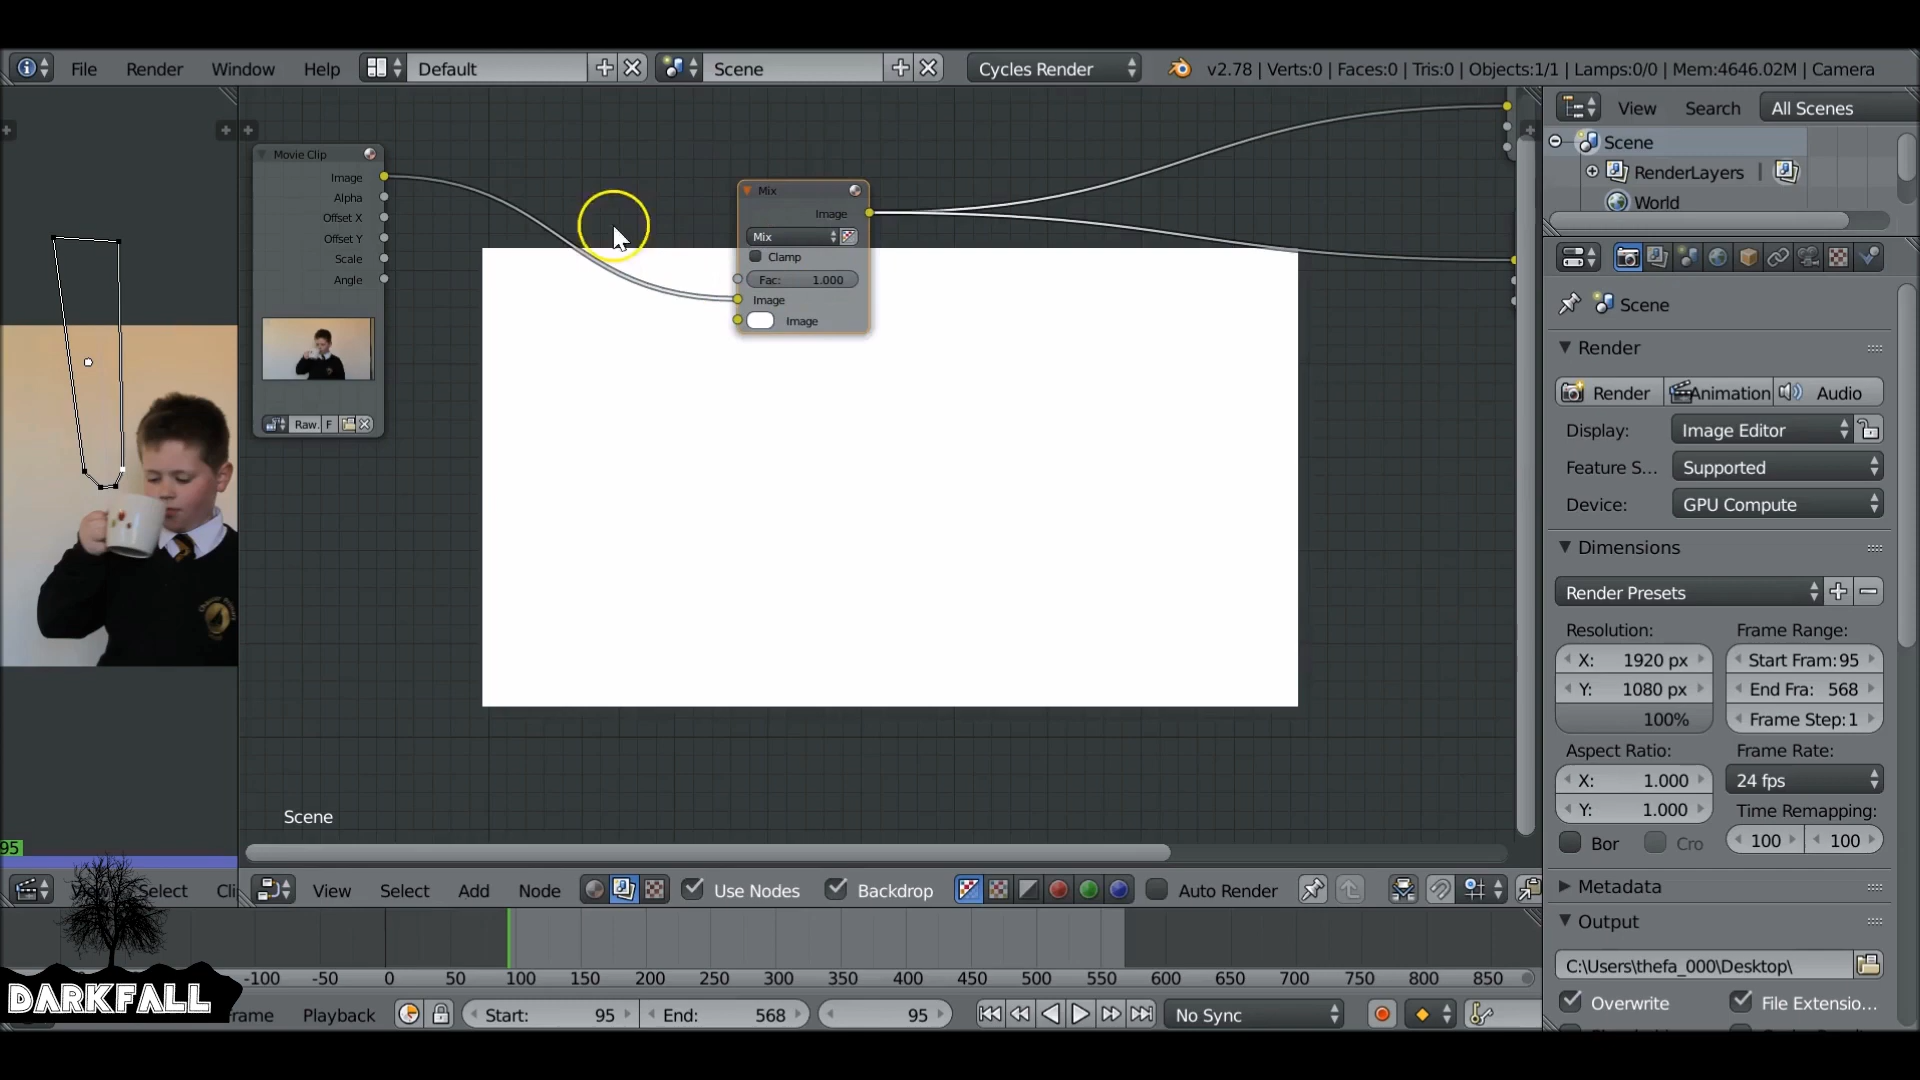 File Render Window Help Default Scene Cycles Render v2.78 | Verts:0 | Faces:0 | Tris:0 | Objects:1/1 | Lamps:0/0 | Mem:4646.02M | Camera
View Search All Scenes
Scene
RenderLayers
World
Movie Clip
Image
Alpha
Offset X
Offset Y
Scale
Angle
Raw. F
Mix
Image
Mix
Clamp
Fac: 1.000
Image
Image
Scene
Render
Render Animation Audio
Display: Image Editor
Feature S... Supported
Device: GPU Compute
Dimensions
Render Presets
Resolution: Frame Range:
X: 1920 px Start Fram:95
Y: 1080 px End Fra: 568
100% Frame Step:1
Aspect Ratio: Frame Rate:
X: 1.000 24 fps
Y: 1.000 Time Remapping:
Bor Cro 100 100
Metadata
Output
C:\Users\thefa_000\Desktop\
Overwrite File Extensio...
Scene
95
View Select Cli View Select Add Node Use Nodes Backdrop Auto Render
-100 -50 0 50 100 150 200 250 300 350 400 450 500 550 600 650 700 750 800 850
DARKFALL
rame Playback Start: 95 End: 568 95 No Sync